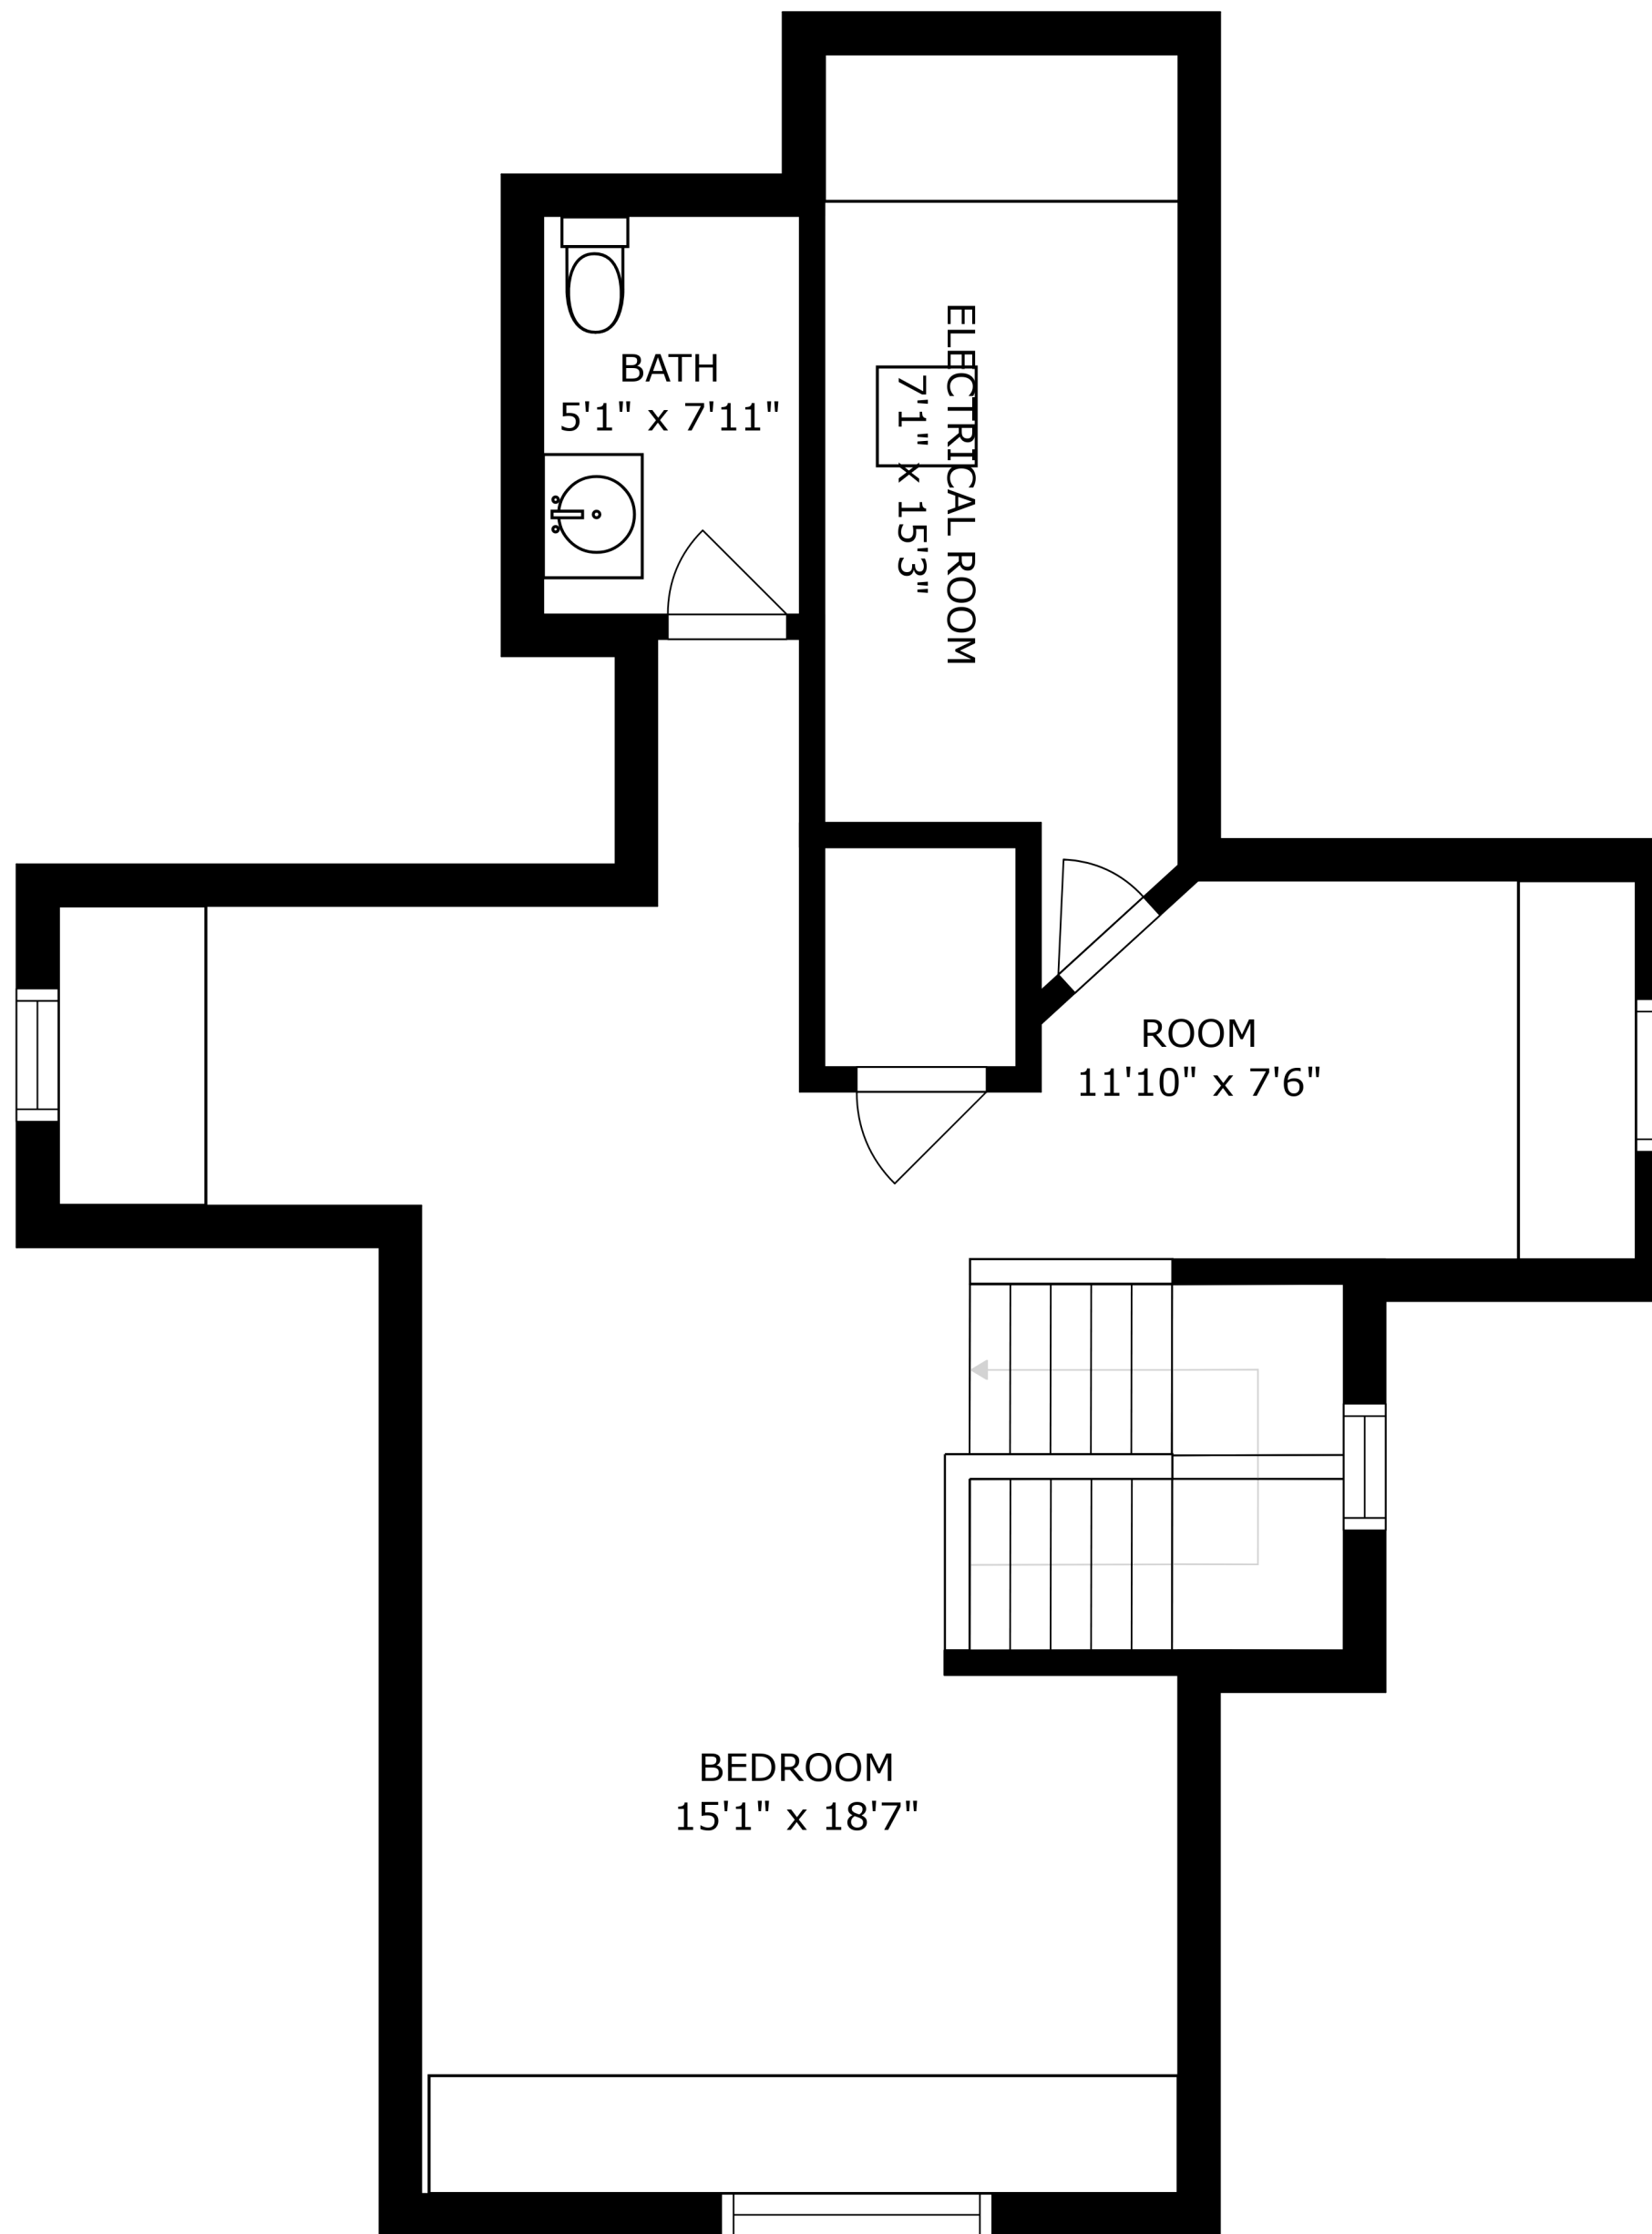 BATH
5'1" x 7'11"
ELECTRICAL ROOM
7'1" x 15'3"
ROOM
11'10" x 7'6"
BEDROOM
15'1" x 18'7"